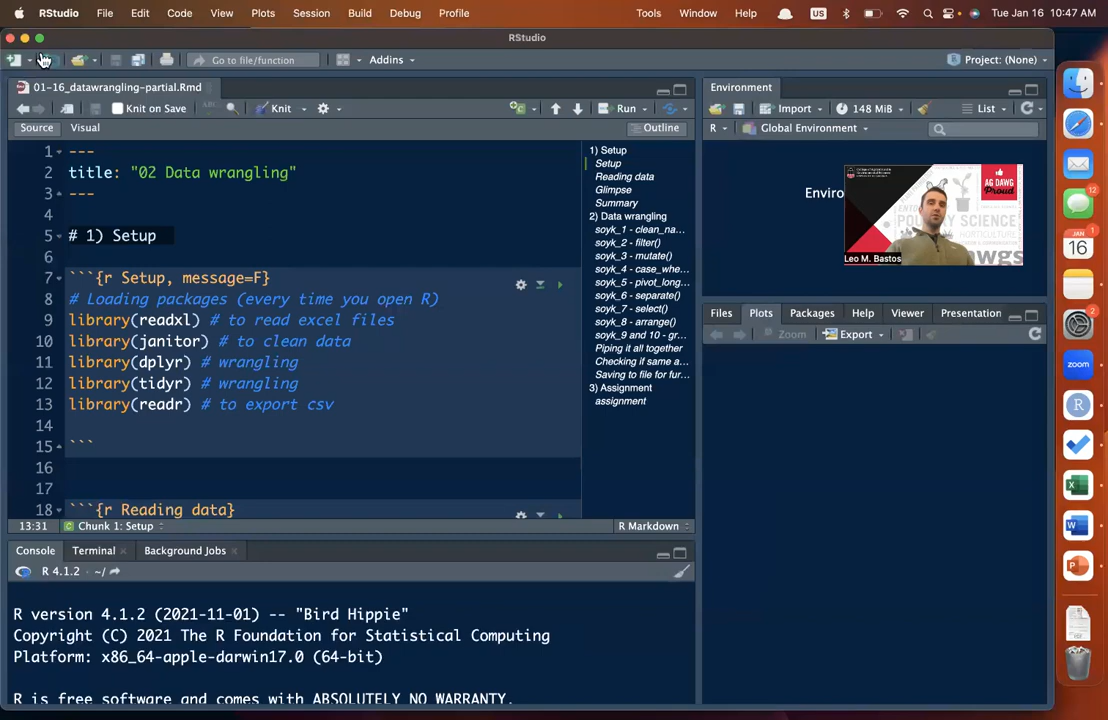 RStudio File Edit Code View Plots Session Build Debug Profile Tools Window Help US Tue Jan 16 10:47 AM
RStudio
Go to file/function Addins Project: (None)
01-16_datawrangling-partial.Rmd
Knit on Save Knit Run
Source Visual Outline
1 ---
2 title: "02 Data wrangling"
3 ---
4
5 # 1) Setup
6
7 ```{r Setup, message=F}
8 # Loading packages (every time you open R)
9 library(readxl) # to read excel files
10 library(janitor) # to clean data
11 library(dplyr) # wrangling
12 library(tidyr) # wrangling
13 library(readr) # to export csv
14
15 ```
16
17
18 ```{r Reading data}
13:31 Chunk 1: Setup R Markdown
1) Setup
Setup
Reading data
Glimpse
Summary
2) Data wrangling
soyk_1 - clean_na...
soyk_2 - filter()
soyk_3 - mutate()
soyk_4 - case_whe...
soyk_5 - pivot_long...
soyk_6 - separate()
soyk_7 - select()
soyk_8 - arrange()
soyk_9 and 10 - gr...
Piping it all together
Checking if same a...
Saving to file for fur...
3) Assignment
assignment
Console Terminal Background Jobs
R 4.1.2 · ~/
R version 4.1.2 (2021-11-01) -- "Bird Hippie"
Copyright (C) 2021 The R Foundation for Statistical Computing
Platform: x86_64-apple-darwin17.0 (64-bit)
R is free software and comes with ABSOLUTELY NO WARRANTY.
Environment
Import 148 MiB List
R Global Environment
Enviro
AG DAWG
Proud
Leo M. Bastos
Files Plots Packages Help Viewer Presentation
Zoom Export
JAN
16
12
1
zoom